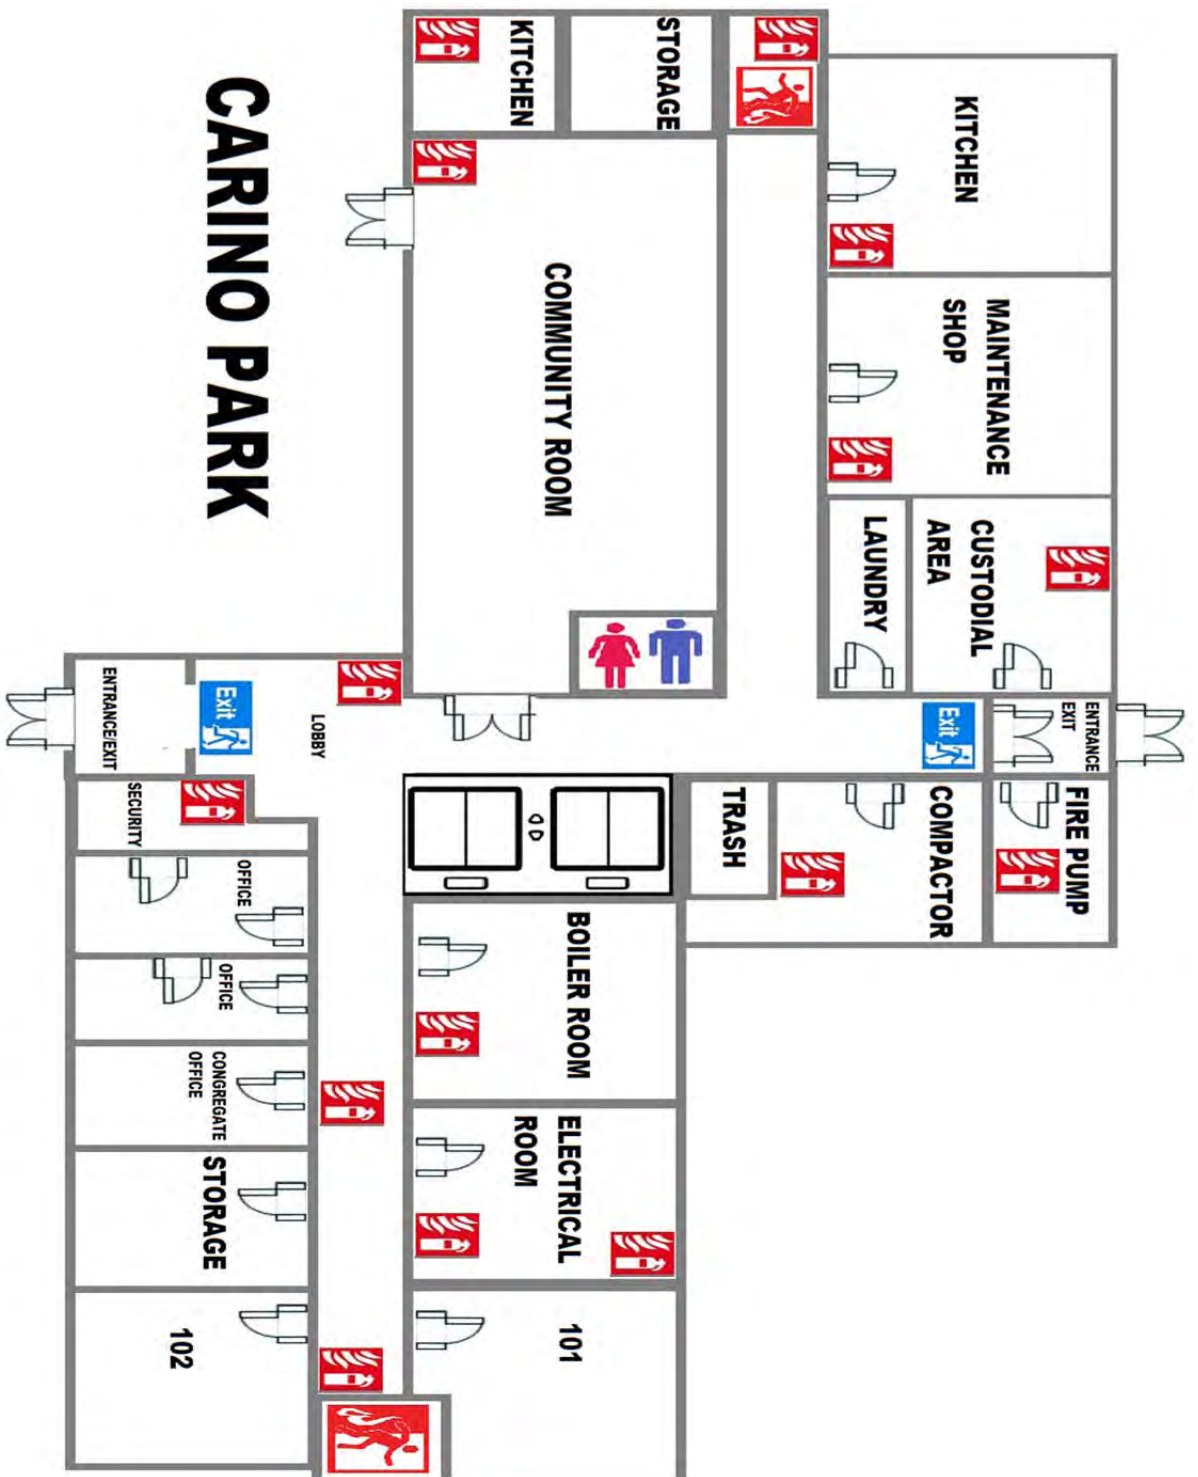 KITCHEN
MAINTENANCE
SHOP
CUSTODIAL
AREA
ENTRANCE
EXIT
FIRE PUMP
LAUNDRY
Exit
COMPACTOR
TRASH
STORAGE
KITCHEN
COMMUNITY ROOM
BOILER ROOM
ELECTRICAL
ROOM
101
LOBBY
Exit
ENTRANCE/EXIT
SECURITY
OFFICE
OFFICE
CONGREGATE
OFFICE
STORAGE
102
CARINO PARK